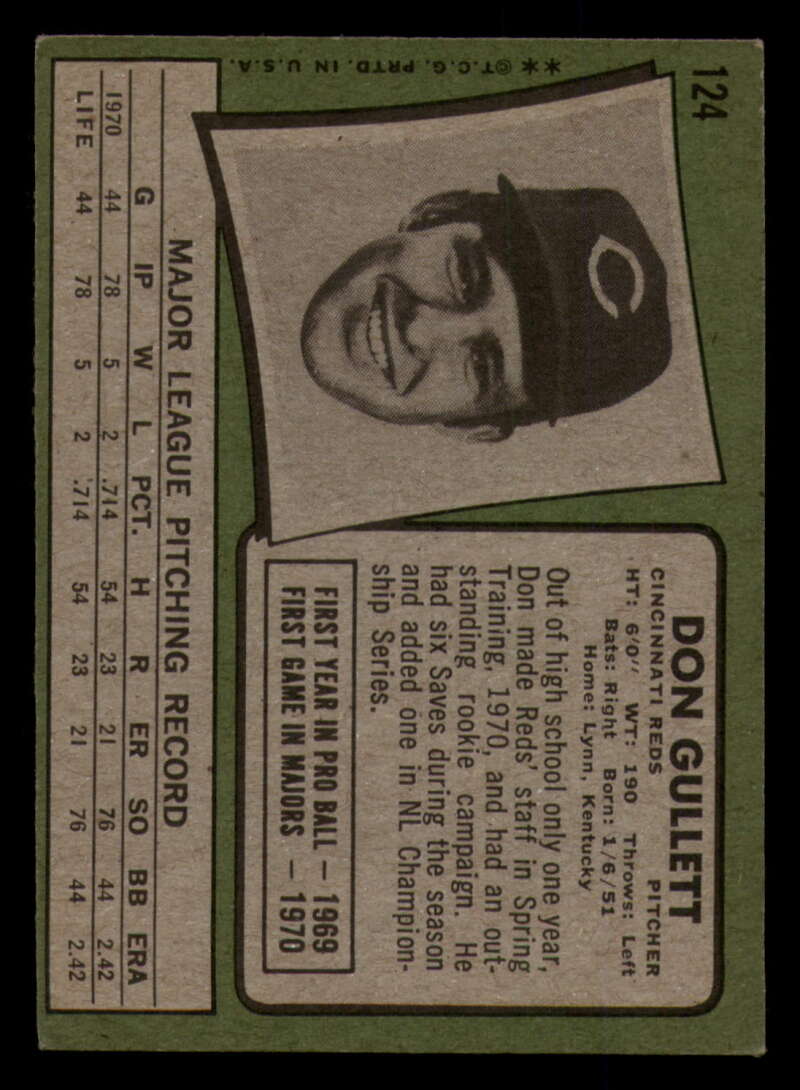 124
** ©T.C.G. PRTD. IN U.S.A.
C
DON GULLETT
CINCINNATI REDS PITCHER
HT: 6'0" WT: 190 Throws: Left
Bats: Right Born: 1/6/51
Home: Lynn, Kentucky
Out of high school only one year,
Don made Reds' staff in Spring
Training, 1970, and had an out-
standing rookie campaign. He
had six Saves during the season
and added one in NL Champion-
ship Series.
FIRST YEAR IN PRO BALL — 1969
FIRST GAME IN MAJORS — 1970
MAJOR LEAGUE PITCHING RECORD
G IP W L PCT. H R ER SO BB ERA
1970 44 78 5 2 .714 54 23 21 76 44 2.42
LIFE 44 78 5 2 .714 54 23 21 76 44 2.42